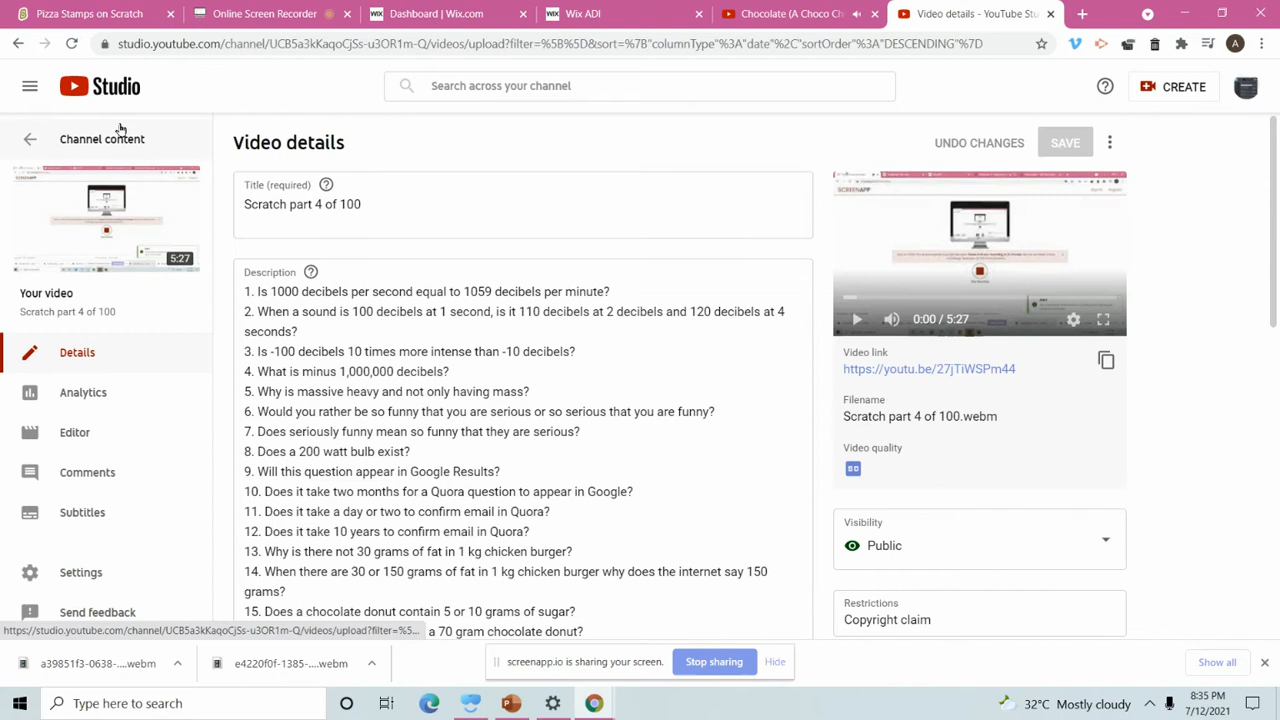 Pizza Stamps on Scratch
Online Screen Recorder
Dashboard | Wix.com
Wix ADI
Chocolate (A Choco Ch
Video details - YouTube Stu
studio.youtube.com/channel/UCB5a3kKaqoCjSs-u3OR1m-Q/videos/upload?filter=%5B%5D&sort=%7B"columnType"%3A"date"%2C"sortOrder"%3A"DESCENDING"%7D
A
Studio
Search across your channel
CREATE
Channel content
Video details
UNDO CHANGES
SAVE
Title (required)
Scratch part 4 of 100
SCREENAPP
SCREENAPP
5:27
Your video
Scratch part 4 of 100
Description
1. Is 1000 decibels per second equal to 1059 decibels per minute?
2. When a sound is 100 decibels at 1 second, is it 110 decibels at 2 decibels and 120 decibels at 4
seconds?
3. Is -100 decibels 10 times more intense than -10 decibels?
4. What is minus 1,000,000 decibels?
5. Why is massive heavy and not only having mass?
6. Would you rather be so funny that you are serious or so serious that you are funny?
7. Does seriously funny mean so funny that they are serious?
8. Does a 200 watt bulb exist?
9. Will this question appear in Google Results?
10. Does it take two months for a Quora question to appear in Google?
11. Does it take a day or two to confirm email in Quora?
12. Does it take 10 years to confirm email in Quora?
13. Why is there not 30 grams of fat in 1 kg chicken burger?
14. When there are 30 or 150 grams of fat in 1 kg chicken burger why does the internet say 150
grams?
15. Does a chocolate donut contain 5 or 10 grams of sugar?
a 70 gram chocolate donut?
0:00 / 5:27
Video link
https://youtu.be/27jTiWSPm44
Filename
Scratch part 4 of 100.webm
Video quality
SD
Visibility
Public
Restrictions
Copyright claim
Details
Analytics
Editor
Comments
Subtitles
Settings
Send feedback
https://studio.youtube.com/channel/UCB5a3kKaqoCjSs-u3OR1m-Q/videos/upload?filter=%5...
a39851f3-0638-....webm
e4220f0f-1385-....webm
screenapp.io is sharing your screen.
Stop sharing
Hide
Show all
Type here to search
32°C Mostly cloudy
8:35 PM
7/12/2021